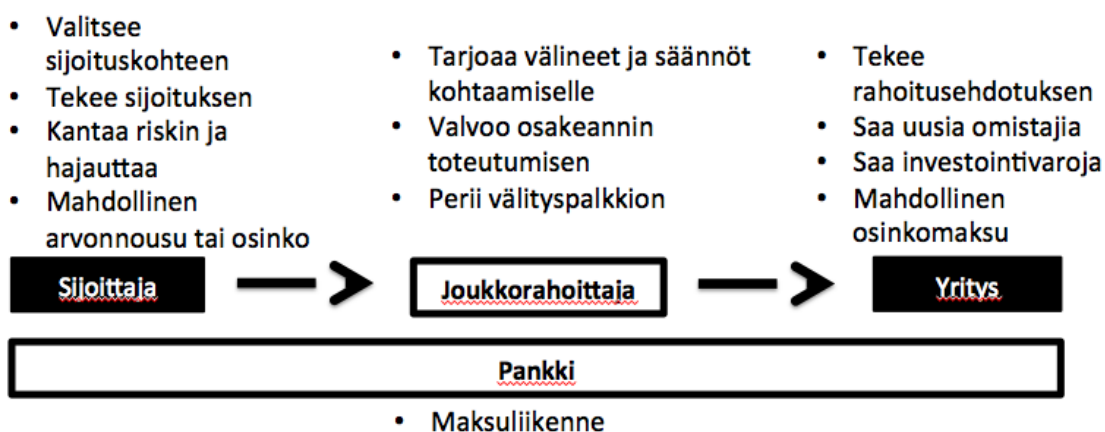 • Valitsee
sijoituskohteen
• Tekee sijoituksen
• Kantaa riskin ja
hajauttaa
• Mahdollinen
arvonnousu tai osinko
• Tarjoaa välineet ja säännöt
kohtaamiselle
• Valvoo osakeannin
toteutumisen
• Perii välityspalkkion
• Tekee
rahoitusehdotuksen
• Saa uusia omistajia
• Saa investointivaroja
• Mahdollinen
osinkomaksu
Sijoittaja
Joukkorahoittaja
Yritys
Pankki
• Maksuliikenne